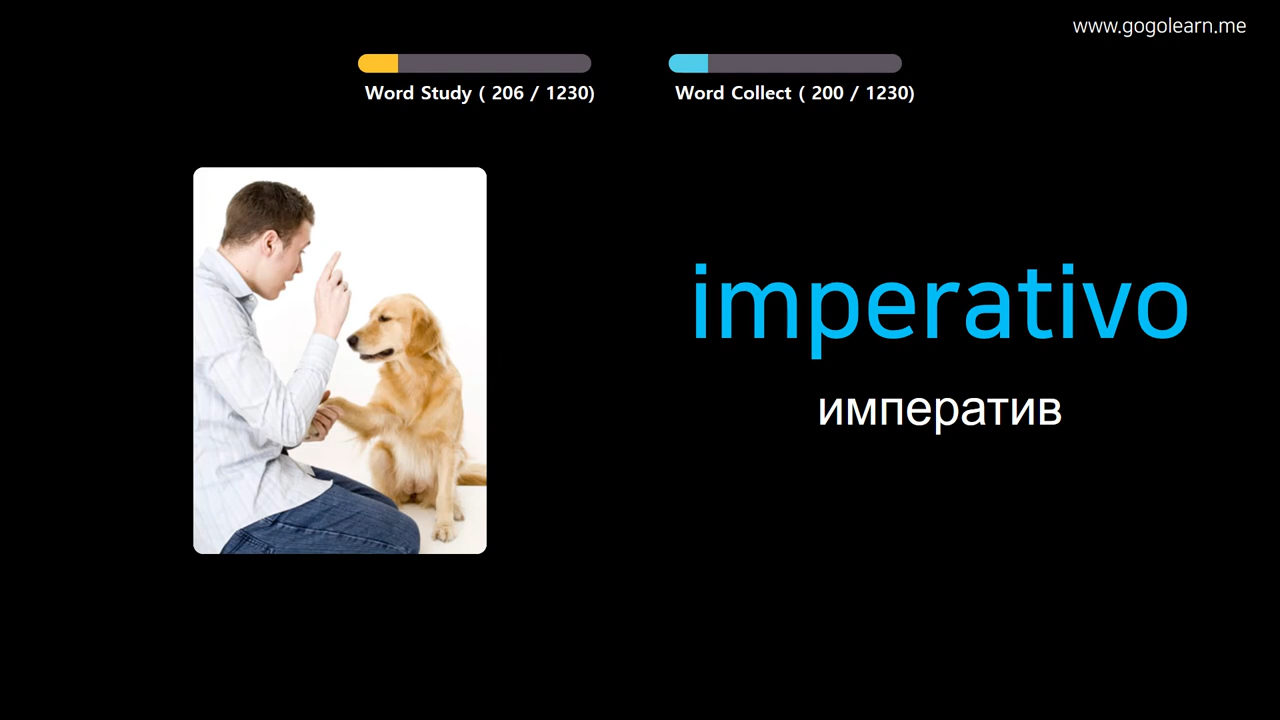 www.gogolearn.me
Word Study ( 206 / 1230)
Word Collect ( 200 / 1230)
imperativo
императив